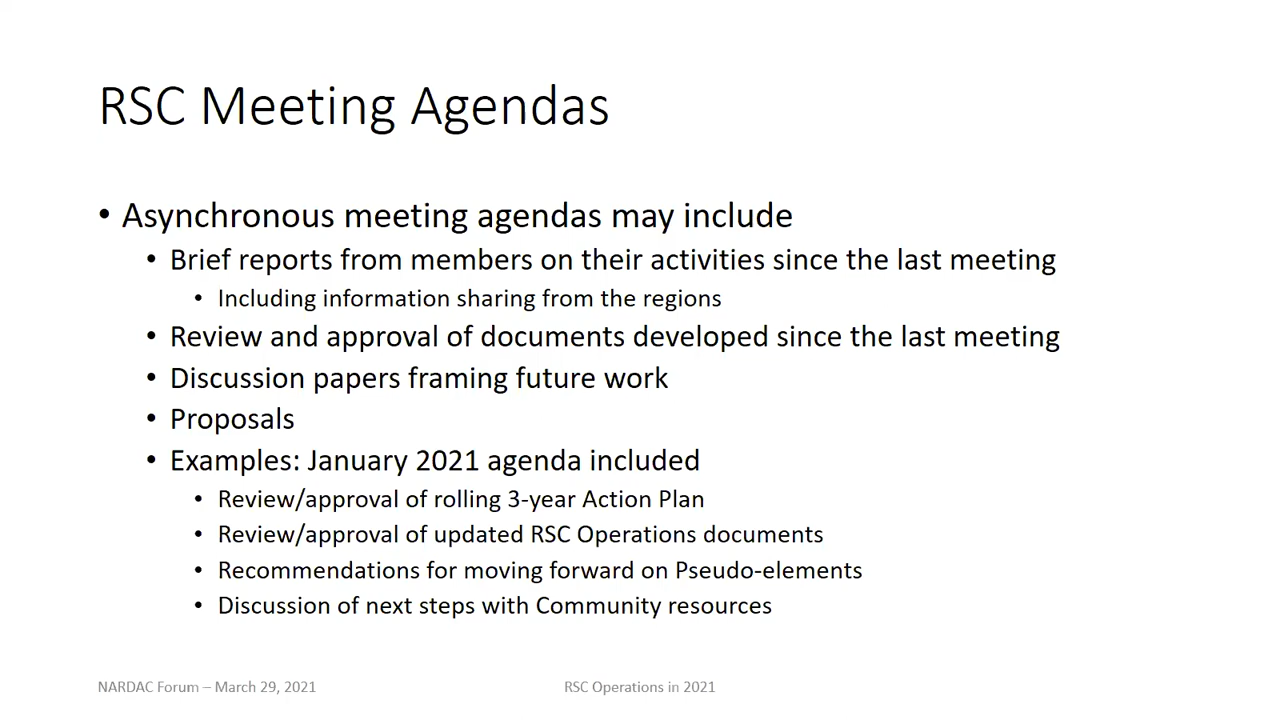 RSC Meeting Agendas
• Asynchronous meeting agendas may include
• Brief reports from members on their activities since the last meeting
• Including information sharing from the regions
• Review and approval of documents developed since the last meeting
• Discussion papers framing future work
• Proposals
• Examples: January 2021 agenda included
• Review/approval of rolling 3-year Action Plan
• Review/approval of updated RSC Operations documents
• Recommendations for moving forward on Pseudo-elements
• Discussion of next steps with Community resources
NARDAC Forum – March 29, 2021
RSC Operations in 2021